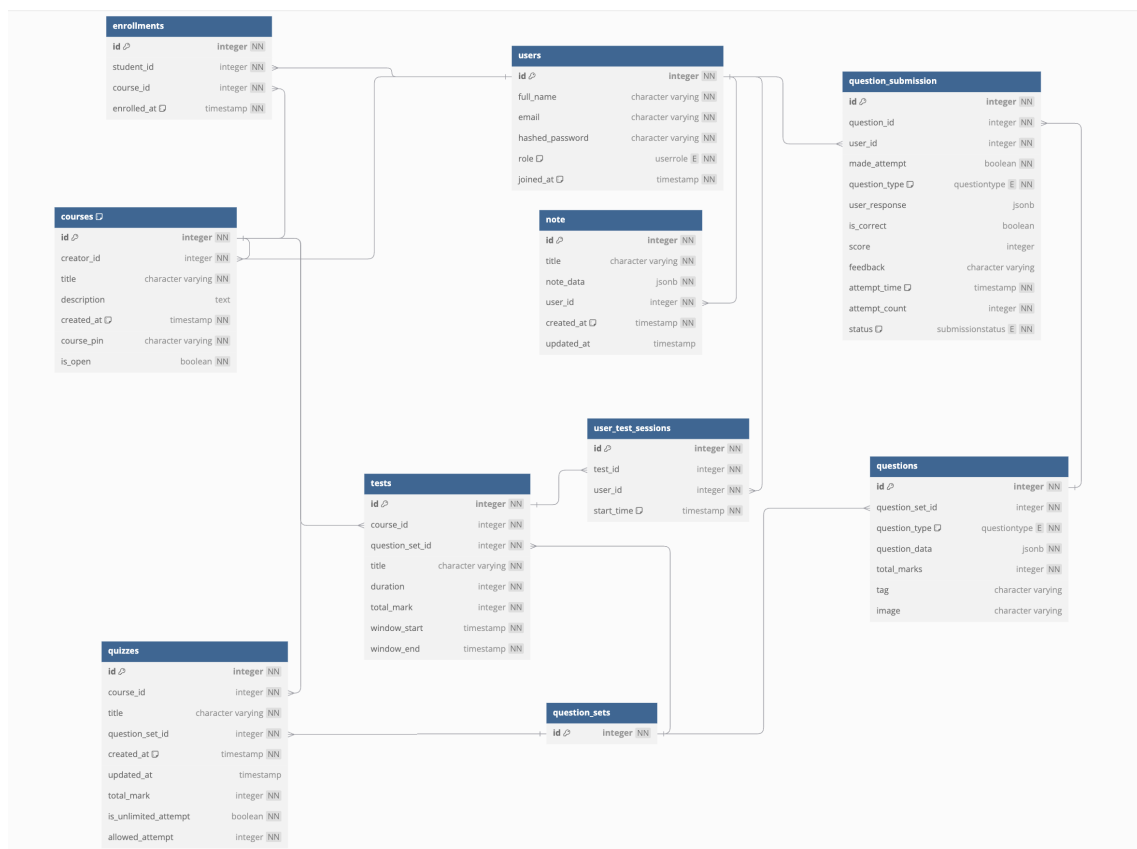 enrollments
id integer NN
student_id integer NN
course_id integer NN
enrolled_at timestamp NN
users
id integer NN
full_name character varying NN
email character varying NN
hashed_password character varying NN
role userrole E NN
joined_at timestamp NN
question_submission
id integer NN
question_id integer NN
user_id integer NN
made_attempt boolean NN
question_type questiontype E NN
user_response jsonb
is_correct boolean
score integer
feedback character varying
attempt_time timestamp NN
attempt_count integer NN
status submissionstatus E NN
courses
id integer NN
creator_id integer NN
title character varying NN
description text
created_at timestamp NN
course_pin character varying NN
is_open boolean NN
note
id integer NN
title character varying NN
note_data jsonb NN
user_id integer NN
created_at timestamp NN
updated_at timestamp
user_test_sessions
id integer NN
test_id integer NN
user_id integer NN
start_time timestamp NN
tests
id integer NN
course_id integer NN
question_set_id integer NN
title character varying NN
duration integer NN
total_mark integer NN
window_start timestamp NN
window_end timestamp NN
questions
id integer NN
question_set_id integer NN
question_type questiontype E NN
question_data jsonb NN
total_marks integer NN
tag character varying
image character varying
quizzes
id integer NN
course_id integer NN
title character varying NN
question_set_id integer NN
created_at timestamp NN
updated_at timestamp
total_mark integer NN
is_unlimited_attempt boolean NN
allowed_attempt integer NN
question_sets
id integer NN